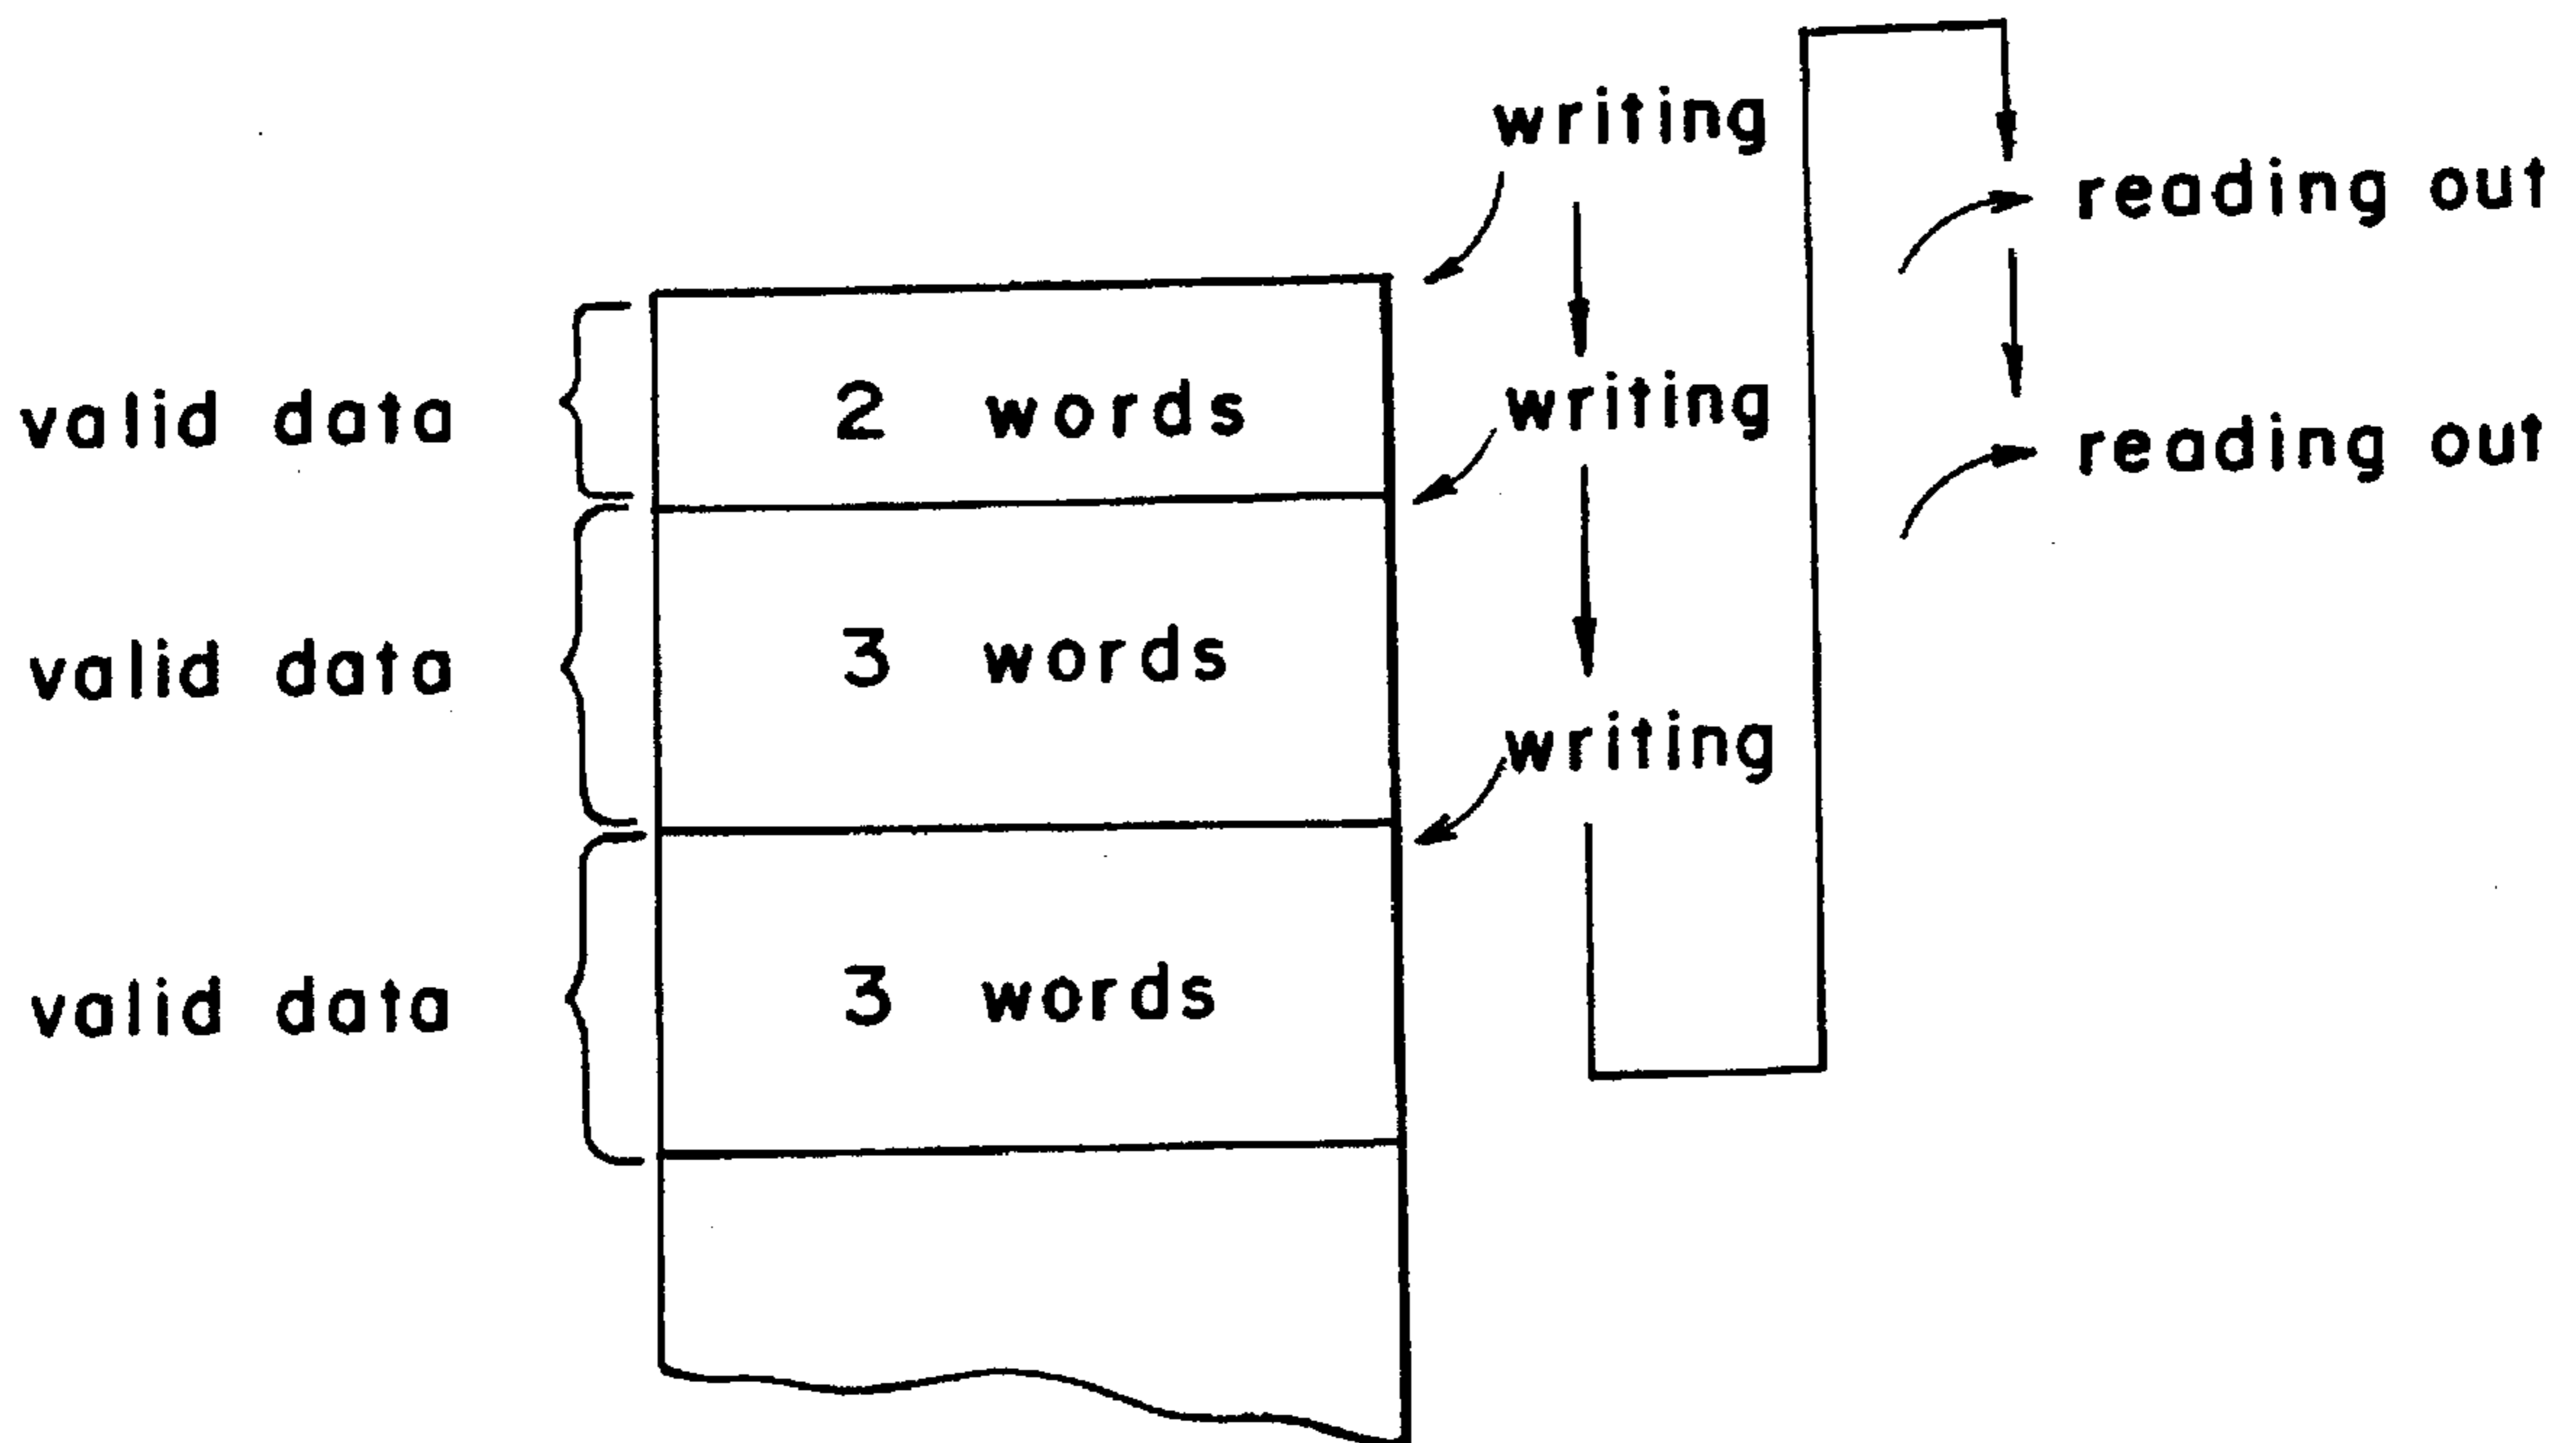 writing
reading out
valid data 2 words writing
reading out
valid data 3 words
writing
valid data 3 words